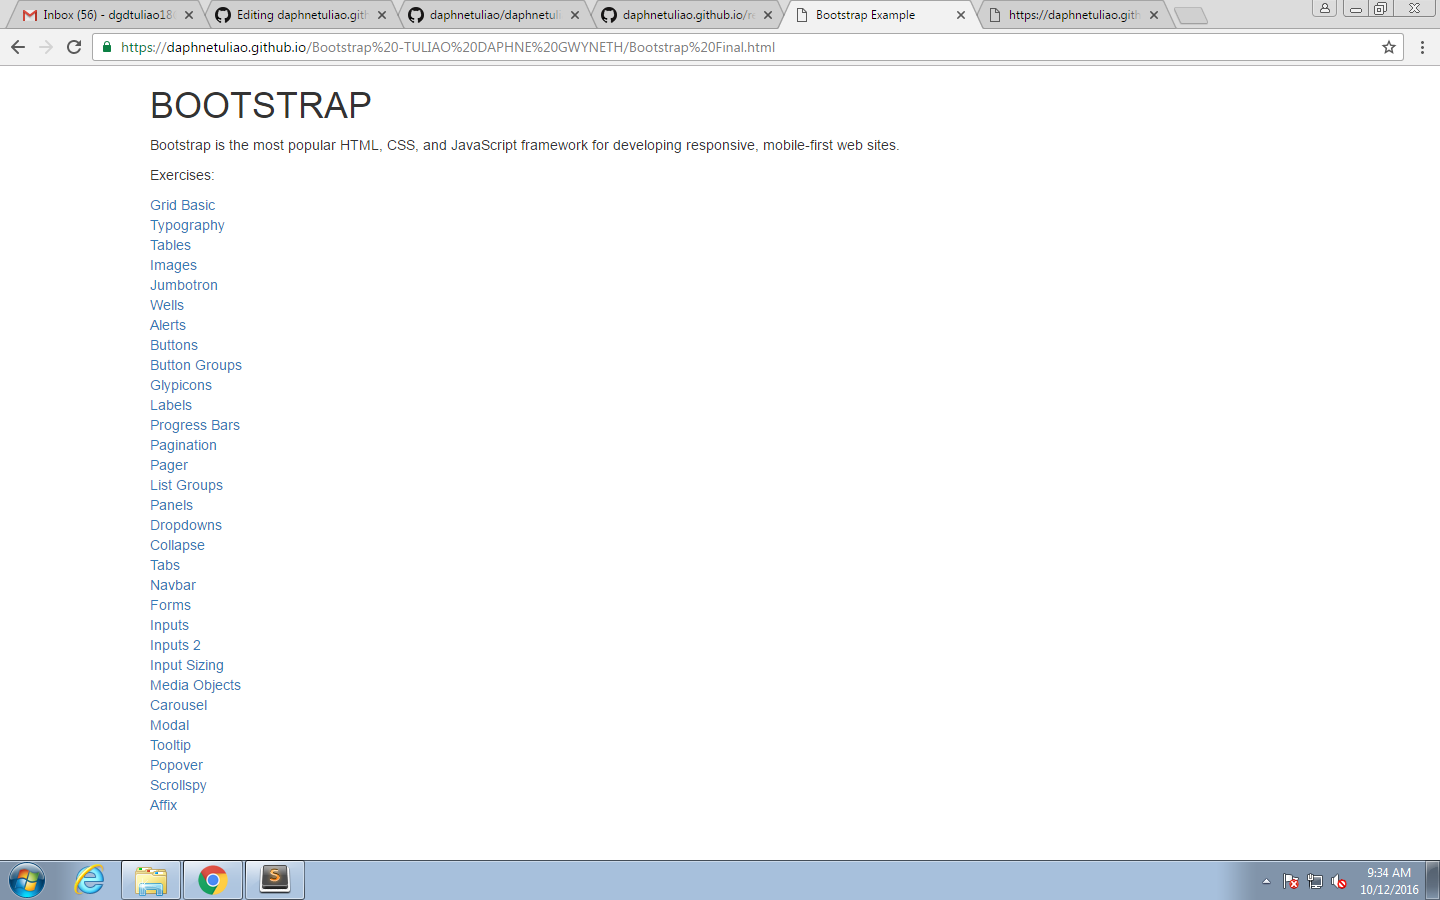 Inbox (56) - dgdtuliao18
Editing daphnetuliao.gith
daphnetuliao/daphnetuli
daphnetuliao.github.io/re
Bootstrap Example
https://daphnetuliao.gith
https://daphnetuliao.github.io/Bootstrap%20-TULIAO%20DAPHNE%20GWYNETH/Bootstrap%20Final.html
BOOTSTRAP
Bootstrap is the most popular HTML, CSS, and JavaScript framework for developing responsive, mobile-first web sites.
Exercises:
Grid Basic
Typography
Tables
Images
Jumbotron
Wells
Alerts
Buttons
Button Groups
Glypicons
Labels
Progress Bars
Pagination
Pager
List Groups
Panels
Dropdowns
Collapse
Tabs
Navbar
Forms
Inputs
Inputs 2
Input Sizing
Media Objects
Carousel
Modal
Tooltip
Popover
Scrollspy
Affix
9:34 AM
10/12/2016